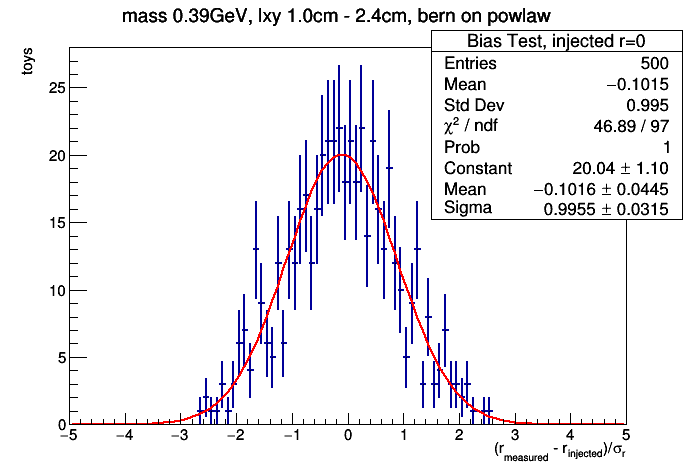 mass 0.39GeV, lxy 1.0cm - 2.4cm, bern on powlaw
toys
Bias Test, injected r=0
Entries 500
Mean −0.1015
Std Dev 0.995
χ² / ndf 46.89 / 97
Prob 1
Constant 20.04 ± 1.10
Mean −0.1016 ± 0.0445
Sigma 0.9955 ± 0.0315
25
20
15
10
5
0
−5 −4 −3 −2 −1 0 1 2 3 4 5
(r_measured - r_injected)/σ_r